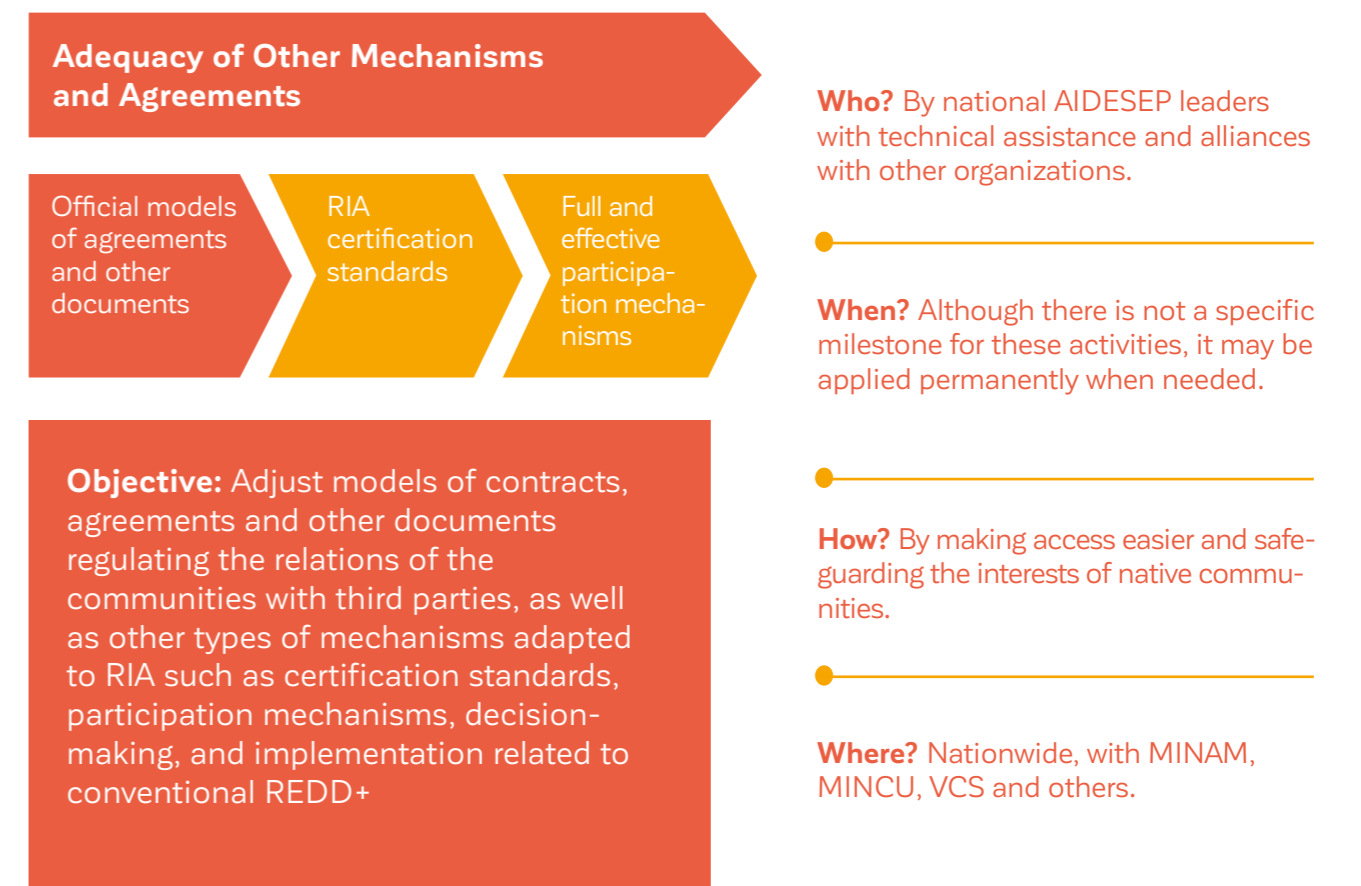 Adequacy of Other Mechanisms
and Agreements
Official models
of agreements
and other
documents
RIA
certification
standards
Full and
effective
participa-
tion mecha-
nisms
Objective: Adjust models of contracts,
agreements and other documents
regulating the relations of the
communities with third parties, as well
as other types of mechanisms adapted
to RIA such as certification standards,
participation mechanisms, decision-
making, and implementation related to
conventional REDD+
Who? By national AIDESEP leaders
with technical assistance and alliances
with other organizations.
When? Although there is not a specific
milestone for these activities, it may be
applied permanently when needed.
How? By making access easier and safe-
guarding the interests of native commu-
nities.
Where? Nationwide, with MINAM,
MINCU, VCS and others.